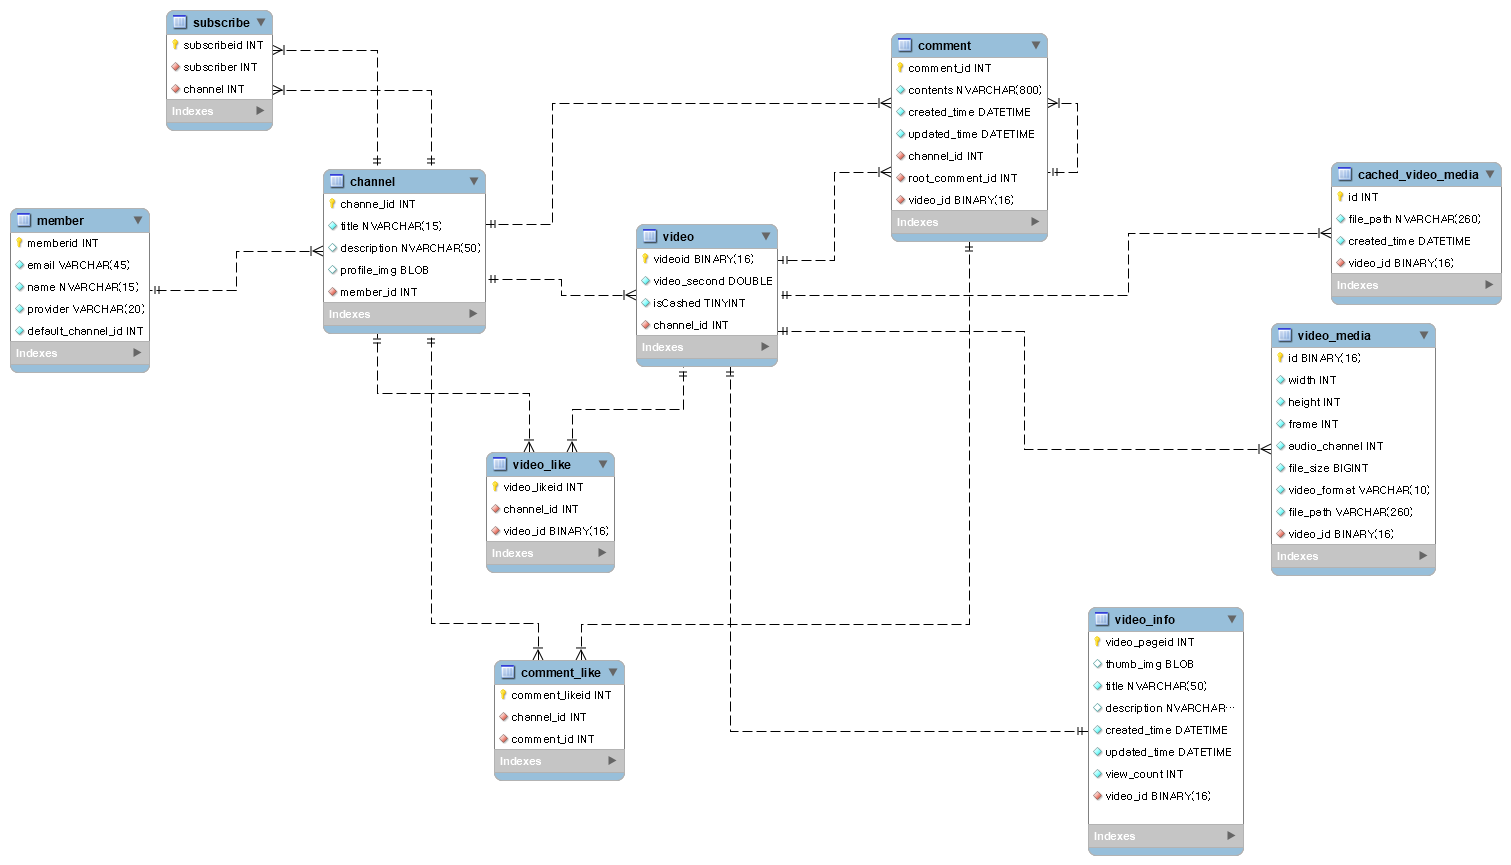 subscribe
subscribeid INT
subscriber INT
channel INT
Indexes
member
memberid INT
email VARCHAR(45)
name NVARCHAR(15)
provider VARCHAR(20)
default_channel_id INT
Indexes
channel
channe_lid INT
title NVARCHAR(15)
description NVARCHAR(50)
profile_img BLOB
member_id INT
Indexes
video
videoid BINARY(16)
video_second DOUBLE
isCashed TINYINT
channel_id INT
Indexes
comment
comment_id INT
contents NVARCHAR(800)
created_time DATETIME
updated_time DATETIME
channel_id INT
root_comment_id INT
video_id BINARY(16)
Indexes
cached_video_media
id INT
file_path NVARCHAR(260)
created_time DATETIME
video_id BINARY(16)
Indexes
video_media
id BINARY(16)
width INT
height INT
frame INT
audio_channel INT
file_size BIGINT
video_format VARCHAR(10)
file_path VARCHAR(260)
video_id BINARY(16)
Indexes
video_like
video_likeid INT
channel_id INT
video_id BINARY(16)
Indexes
comment_like
comment_likeid INT
channel_id INT
comment_id INT
Indexes
video_info
video_pageid INT
thumb_img BLOB
title NVARCHAR(50)
description NVARCHAR···
created_time DATETIME
updated_time DATETIME
view_count INT
video_id BINARY(16)
Indexes